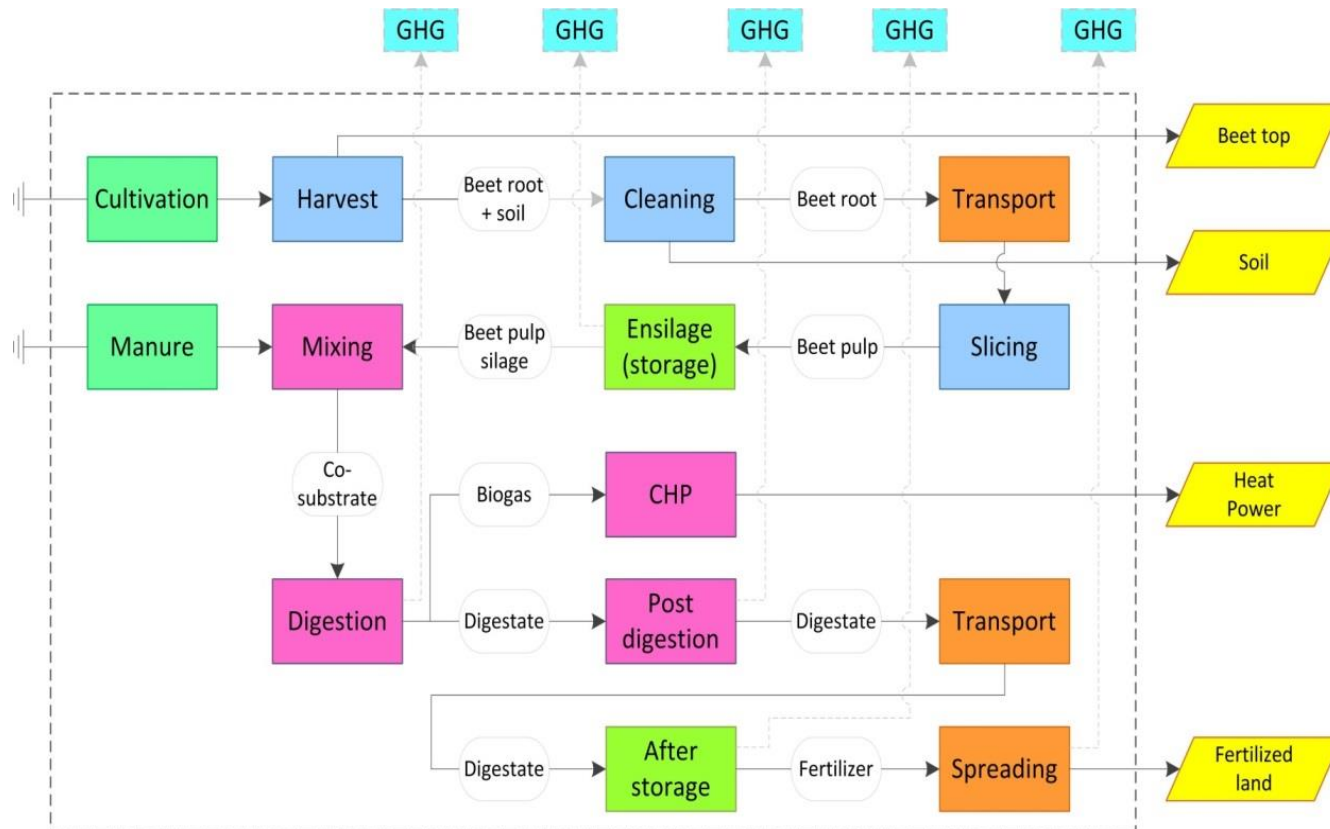 GHG GHG GHG GHG GHG
Beet top
Cultivation Harvest Beet root
+ soil Cleaning Beet root Transport
Soil
Manure Mixing Beet pulp
silage Ensilage
(storage) Beet pulp Slicing
Co-
substrate
Biogas CHP Heat
Power
Digestion Digestate Post
digestion Digestate Transport
Digestate After
storage Fertilizer Spreading Fertilized
land